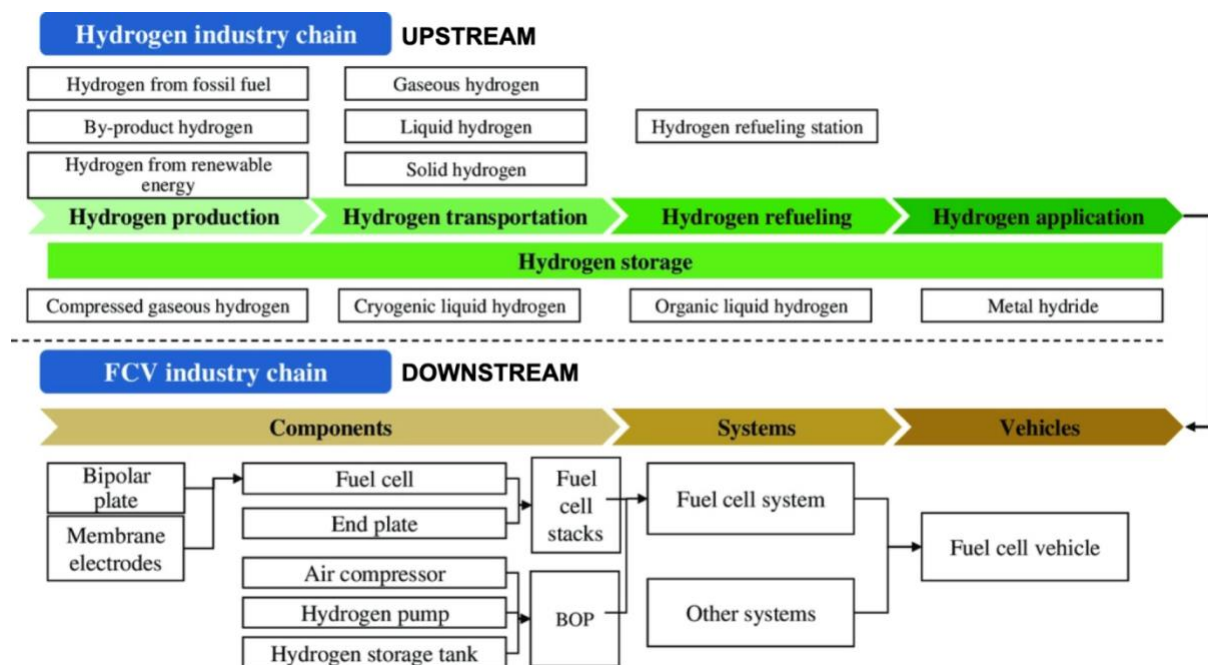 Hydrogen industry chain
UPSTREAM
Hydrogen from fossil fuel
Gaseous hydrogen
By-product hydrogen
Liquid hydrogen
Hydrogen refueling station
Hydrogen from renewable
energy
Solid hydrogen
Hydrogen production
Hydrogen transportation
Hydrogen refueling
Hydrogen application
Hydrogen storage
Compressed gaseous hydrogen
Cryogenic liquid hydrogen
Organic liquid hydrogen
Metal hydride
FCV industry chain
DOWNSTREAM
Components
Systems
Vehicles
Bipolar
plate
Membrane
electrodes
Fuel cell
End plate
Fuel
cell
stacks
Air compressor
Hydrogen pump
Hydrogen storage tank
BOP
Fuel cell system
Other systems
Fuel cell vehicle